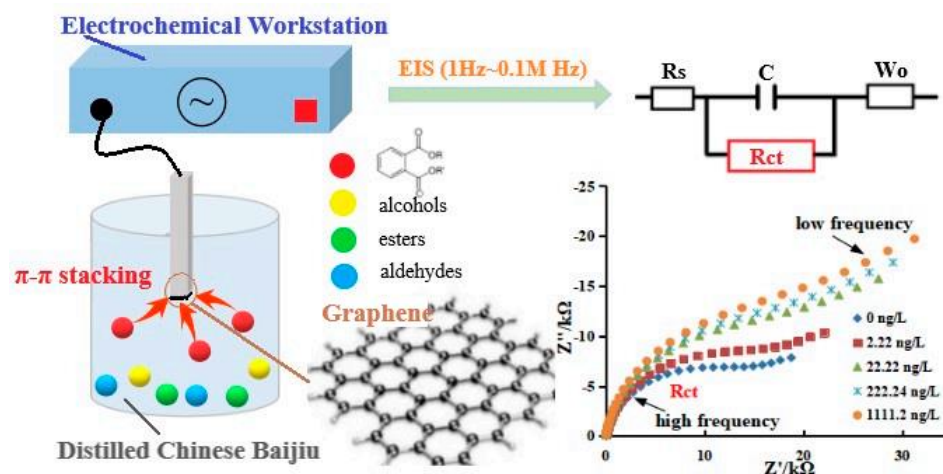 Electrochemical Workstation
EIS (1Hz~0.1M Hz)
Rs
C
Wo
Rct
OR
OR'
O
O
alcohols
esters
aldehydes
π-π stacking
Graphene
Distilled Chinese Baijiu
Z''/kΩ
-25
-20
-15
-10
-5
0
low frequency
0 ng/L
2.22 ng/L
22.22 ng/L
222.24 ng/L
1111.2 ng/L
Rct
high frequency
0
10
20
30
Z'/kΩ